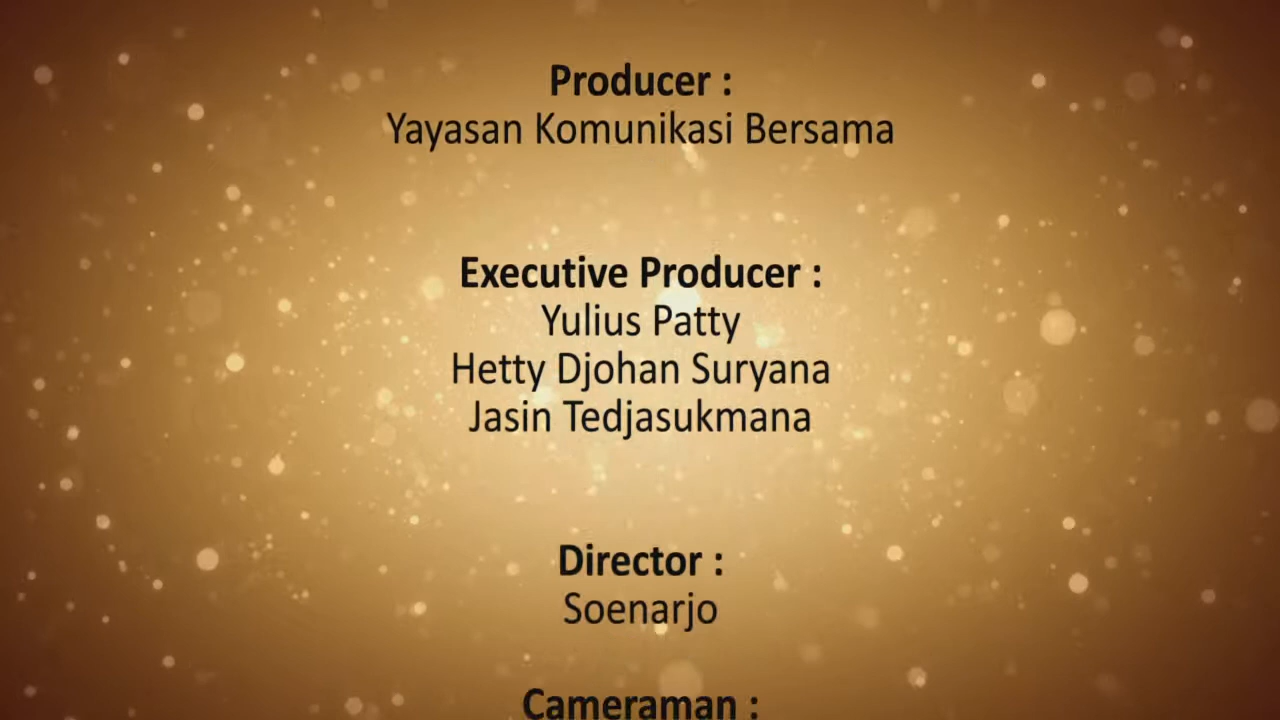 Producer :
Yayasan Komunikasi Bersama
Executive Producer :
Yulius Patty
Hetty Djohan Suryana
Jasin Tedjasukmana
Director :
Soenarjo
Cameraman :